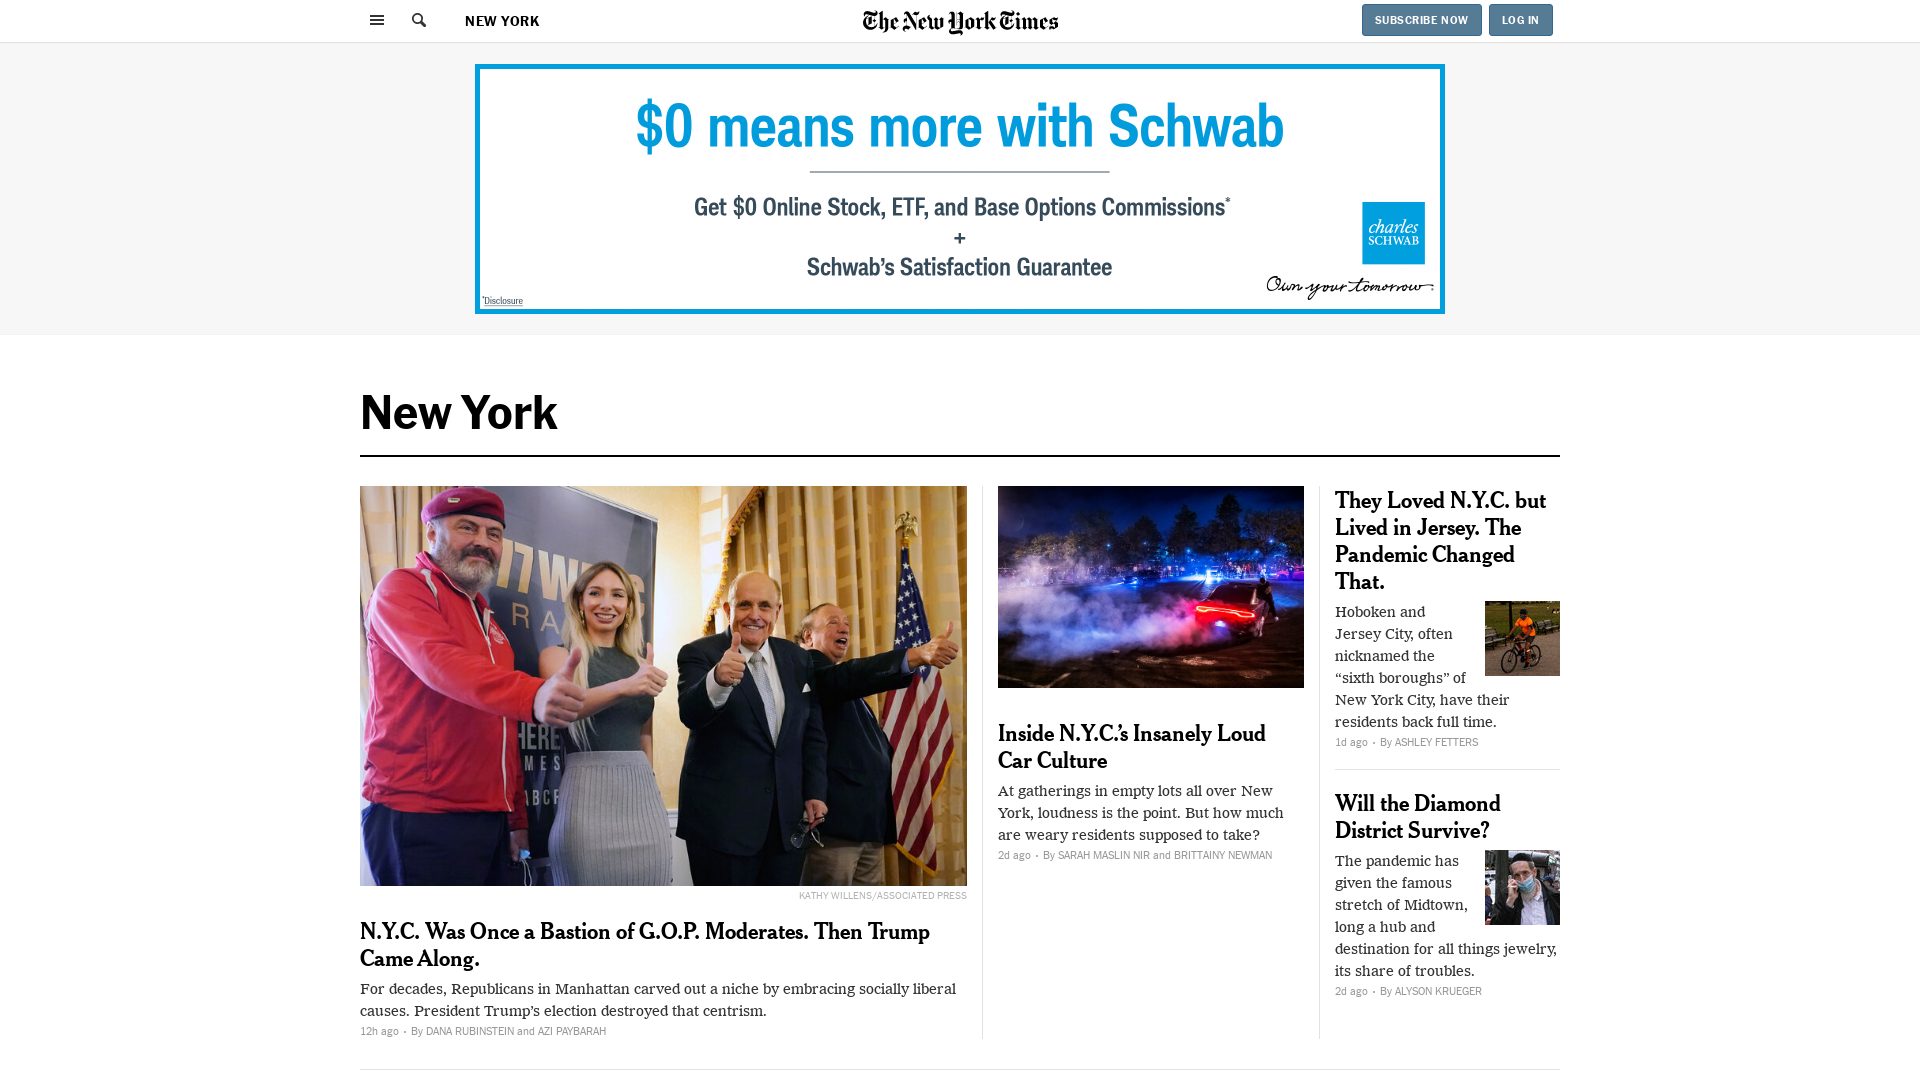 NEW YORK
The New York Times
SUBSCRIBE NOW
LOG IN
$0 means more with Schwab
Get $0 Online Stock, ETF, and Base Options Commissions*
+
Schwab's Satisfaction Guarantee
charles
SCHWAB
Own your tomorrow
*Disclosure
New York
77 W
RA
HERE
MES
ABCF
KATHY WILLENS/ASSOCIATED PRESS
N.Y.C. Was Once a Bastion of G.O.P. Moderates. Then Trump
Came Along.
For decades, Republicans in Manhattan carved out a niche by embracing socially liberal
causes. President Trump’s election destroyed that centrism.
12h ago • By DANA RUBINSTEIN and AZI PAYBARAH
Inside N.Y.C.’s Insanely Loud
Car Culture
At gatherings in empty lots all over New
York, loudness is the point. But how much
are weary residents supposed to take?
2d ago • By SARAH MASLIN NIR and BRITTAINY NEWMAN
They Loved N.Y.C. but
Lived in Jersey. The
Pandemic Changed
That.
Hoboken and
Jersey City, often
nicknamed the
“sixth boroughs” of
New York City, have their
residents back full time.
1d ago • By ASHLEY FETTERS
Will the Diamond
District Survive?
The pandemic has
given the famous
stretch of Midtown,
long a hub and
destination for all things jewelry,
its share of troubles.
2d ago • By ALYSON KRUEGER